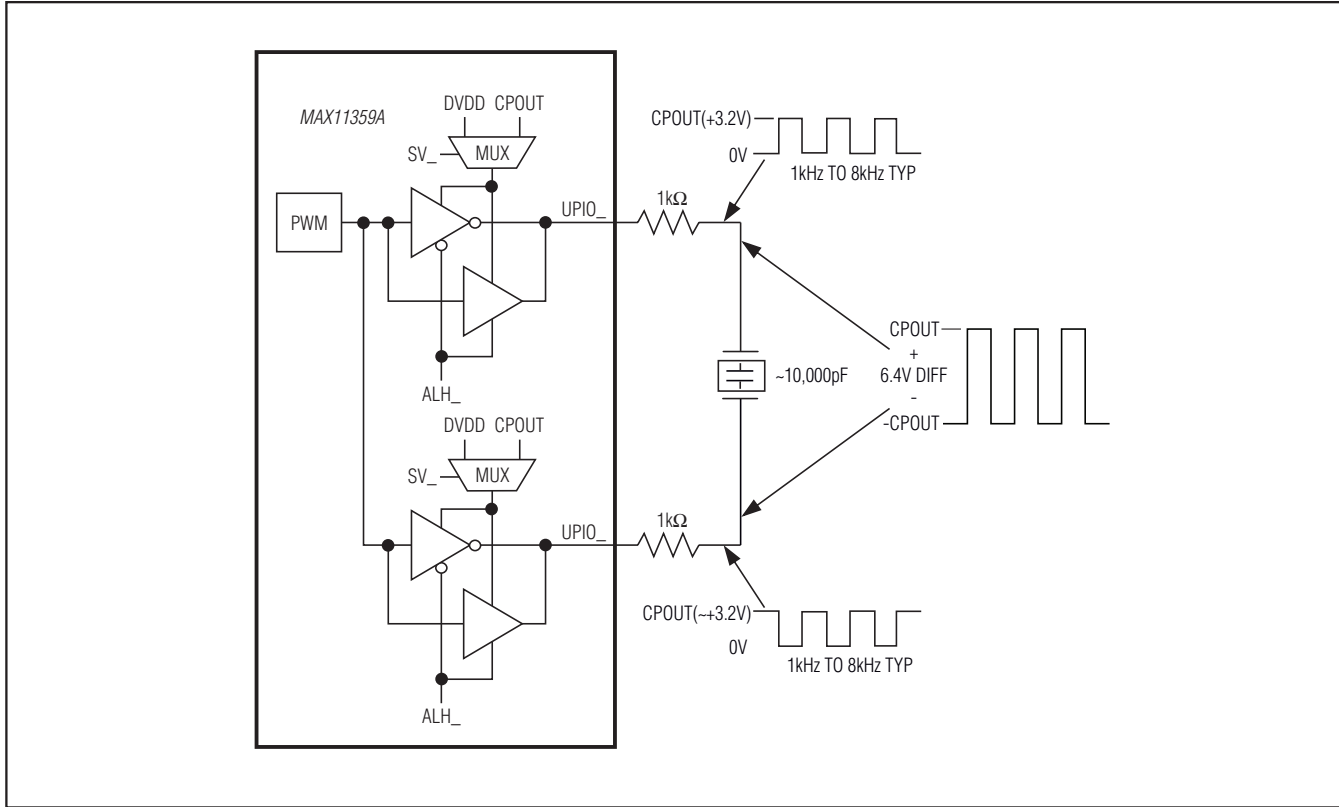 MAX11359A
DVDD CPOUT
SV_
MUX
PWM
UPIO_
1kΩ
ALH_
CPOUT(+3.2V)
0V
1kHz TO 8kHz TYP
~10,000pF
CPOUT
+
6.4V DIFF
-
-CPOUT
DVDD CPOUT
SV_
MUX
UPIO_
1kΩ
ALH_
CPOUT(~+3.2V)
0V
1kHz TO 8kHz TYP